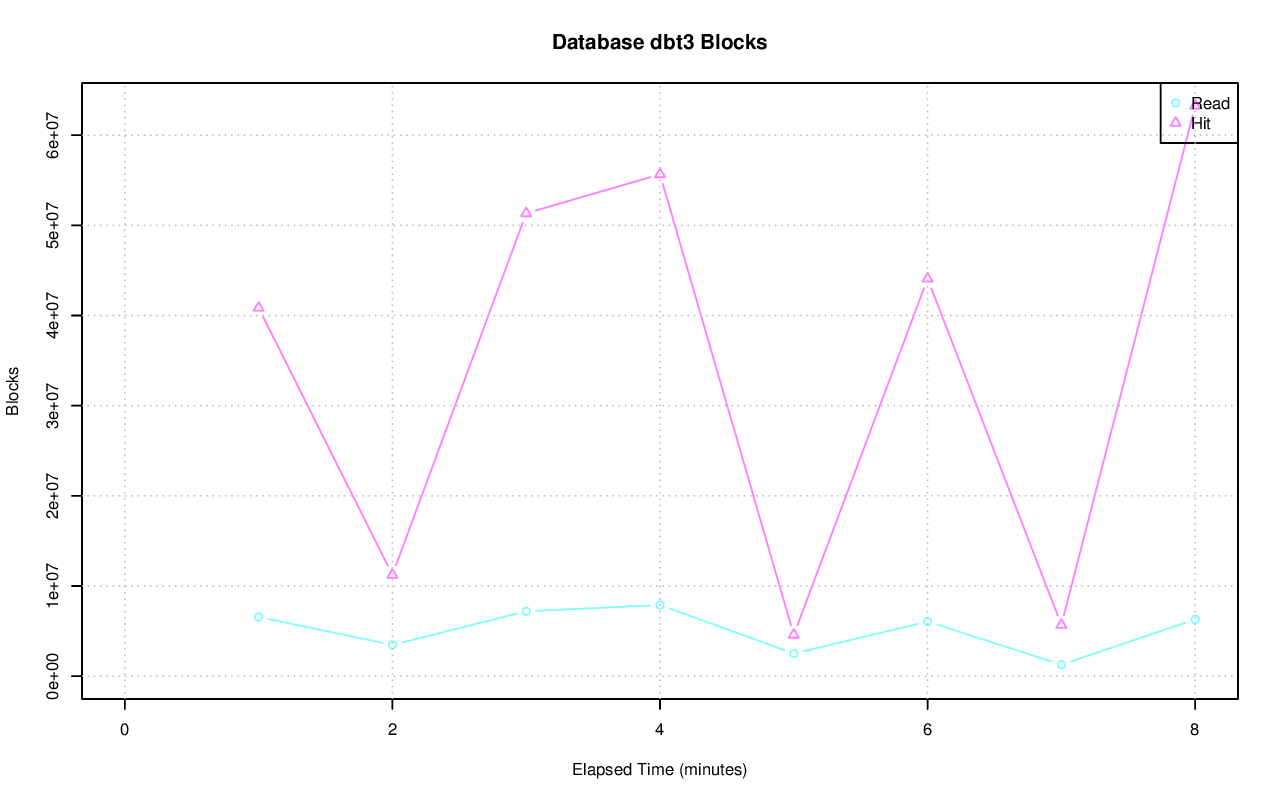 Database dbt3 Blocks
Read
Hit
6e+07
5e+07
4e+07
3e+07
2e+07
1e+07
0e+00
Blocks
0 2 4 6 8
Elapsed Time (minutes)